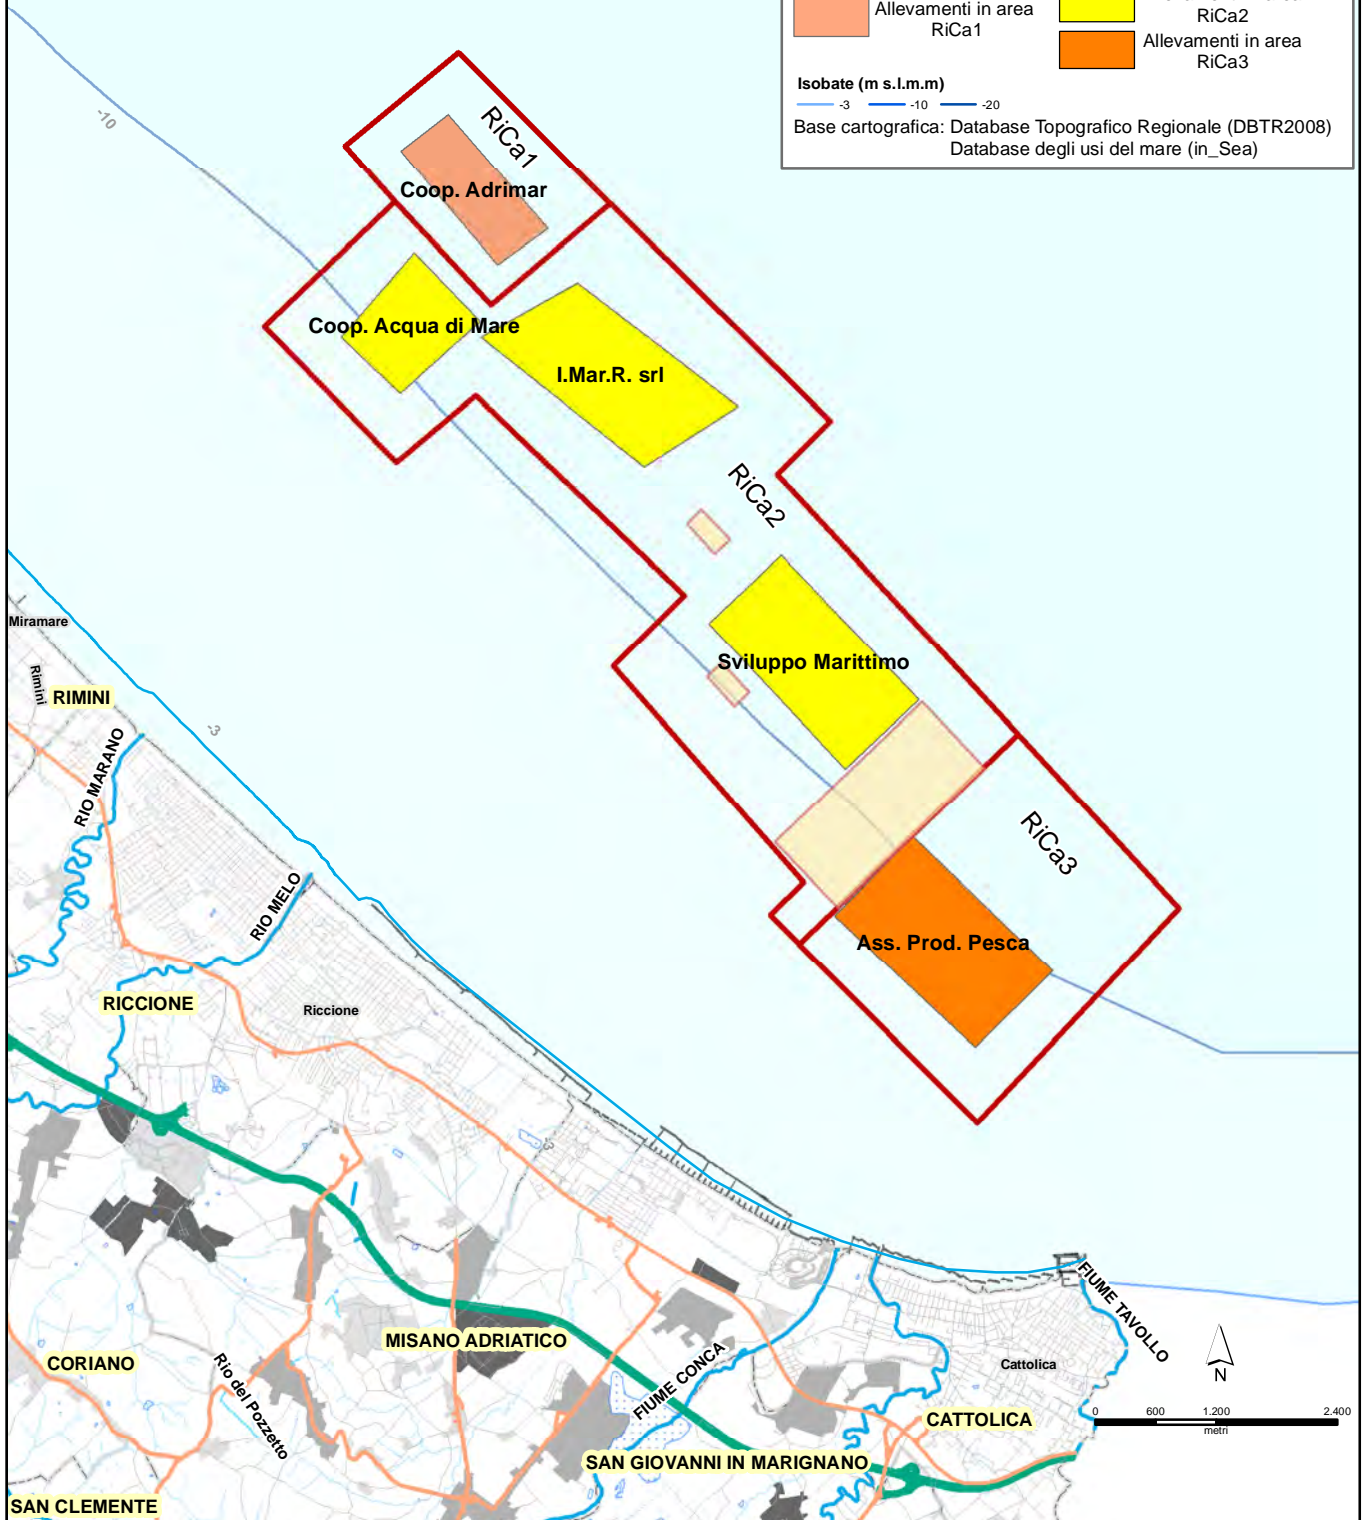 Allevamenti in area
RiCa1
RiCa2
Allevamenti in area
RiCa3
Isobate (m s.l.m.m)
-3 -10 -20
Base cartografica: Database Topografico Regionale (DBTR2008)
Database degli usi del mare (in_Sea)
-10
RiCa1
Coop. Adrimar
Coop. Acqua di Mare
I.Mar.R. srl
RiCa2
Sviluppo Marittimo
RiCa3
Ass. Prod. Pesca
Miramare
Rimini
RIMINI
-3
RIO MARANO
RIO MELO
RICCIONE
Riccione
MISANO ADRIATICO
CORIANO
Rio del Pozzetto
FIUME CONCA
FIUME TAVOLLO
Cattolica
CATTOLICA
N
0 600 1.200 2.400
metri
SAN GIOVANNI IN MARIGNANO
SAN CLEMENTE